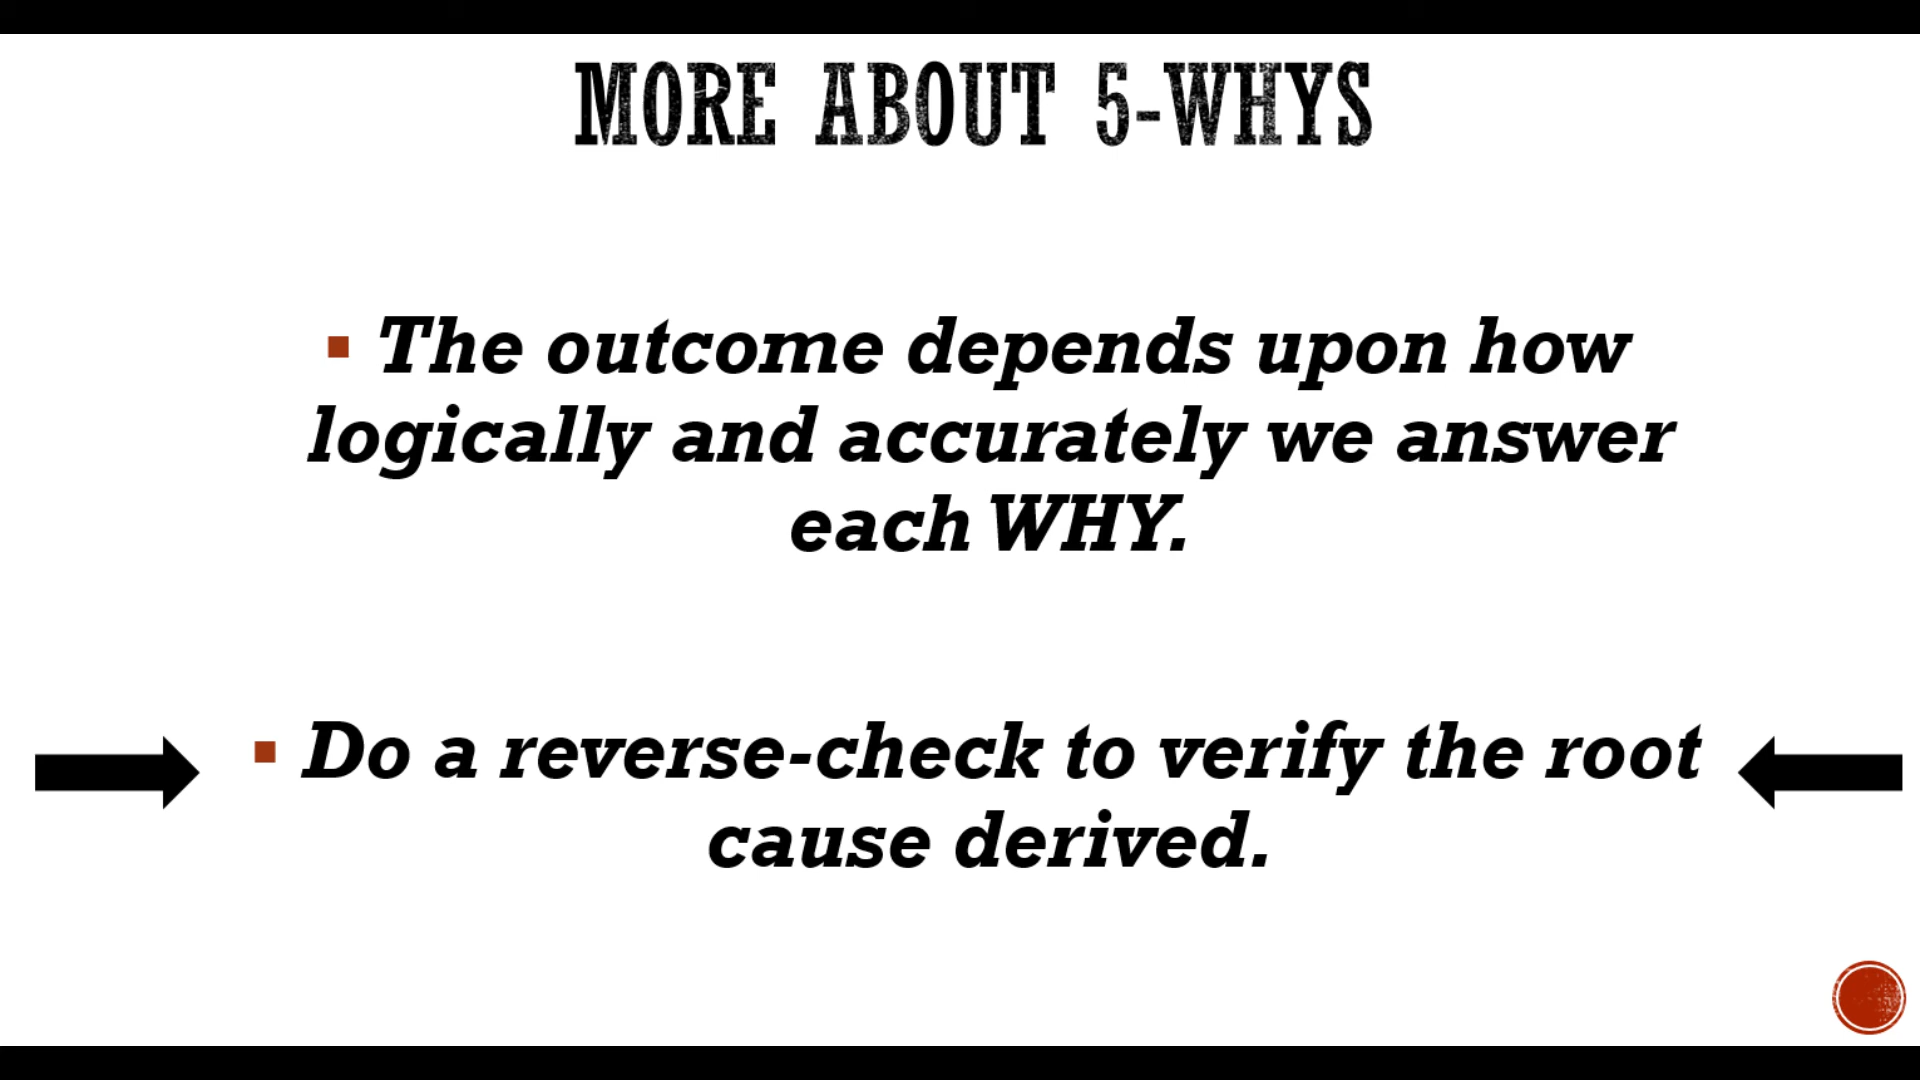 MORE ABOUT 5-WHYS
▪ The outcome depends upon how
logically and accurately we answer
each WHY.
▪ Do a reverse-check to verify the root
cause derived.